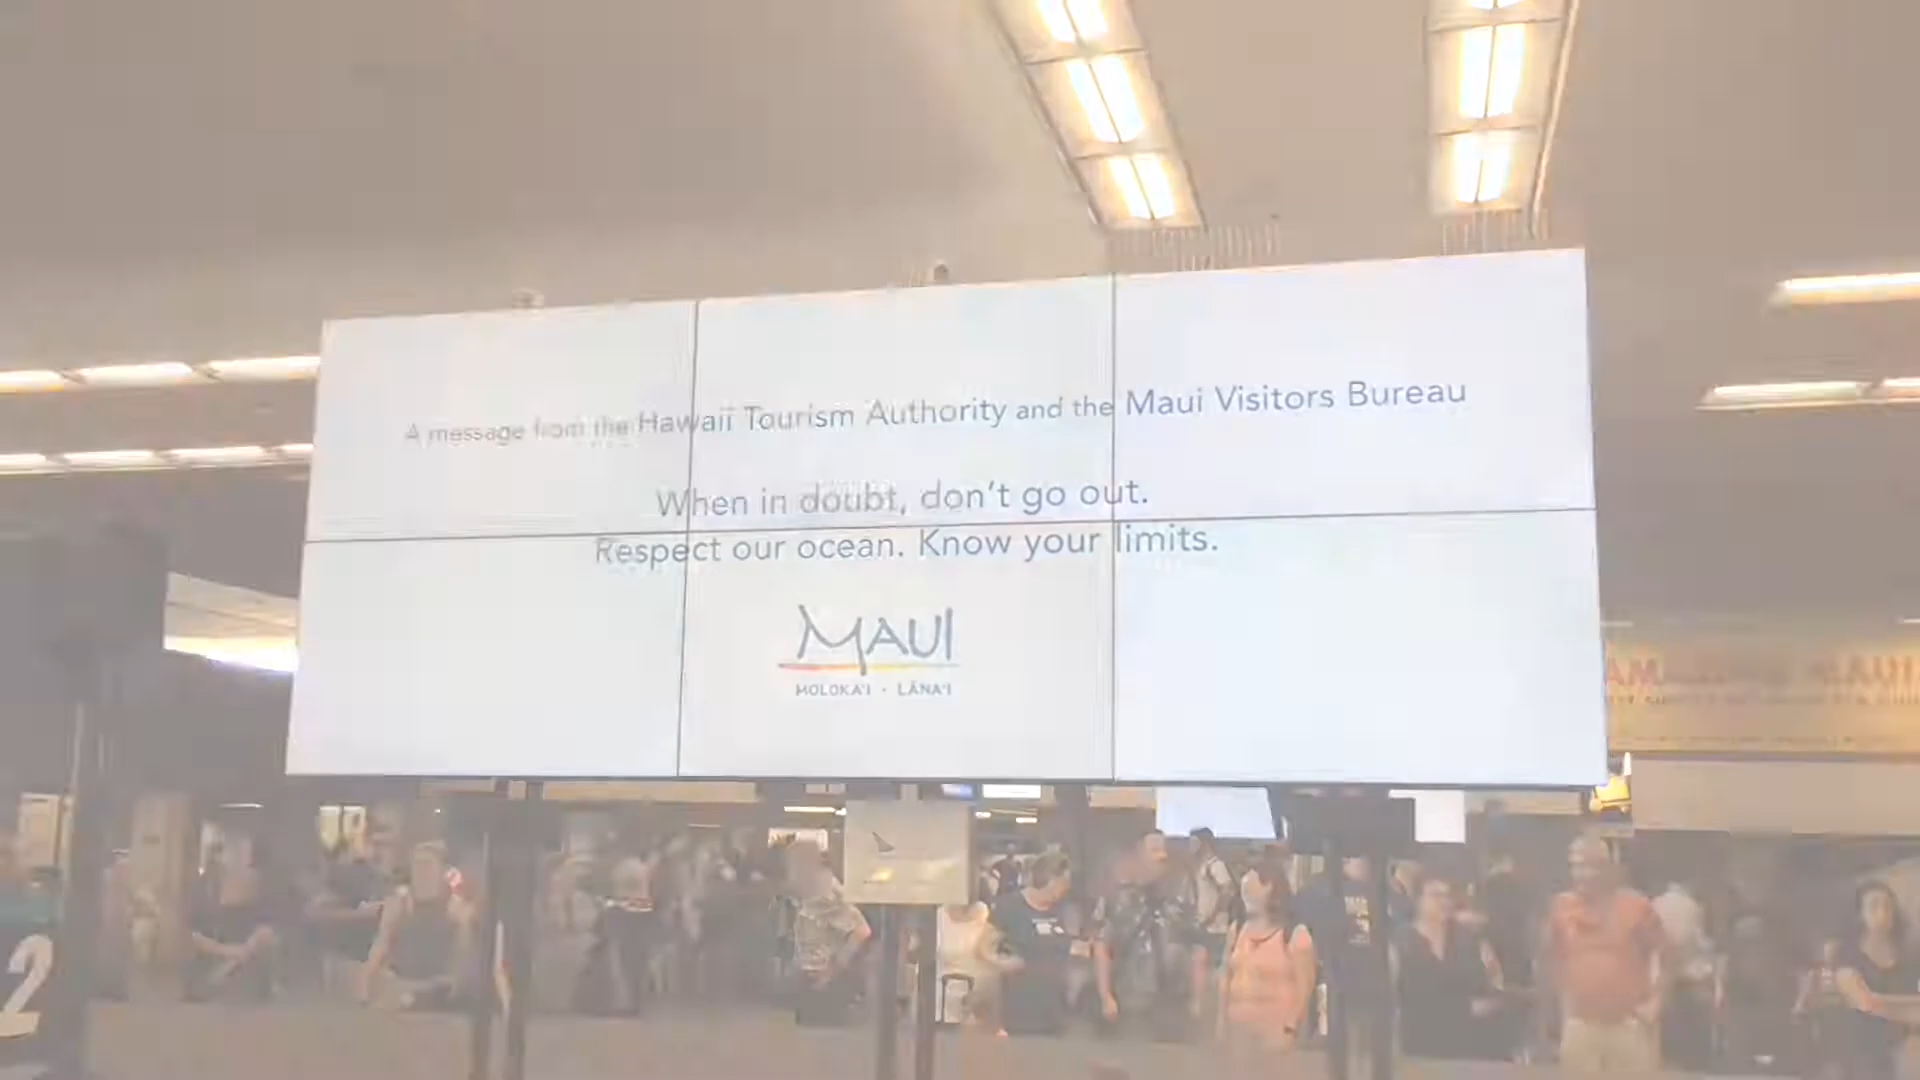 A message from the Hawaii Tourism Authority and the Maui Visitors Bureau
When in doubt, don't go out.
Respect our ocean. Know your limits.
MAUI
MOLOKA'I • LĀNA'I
2